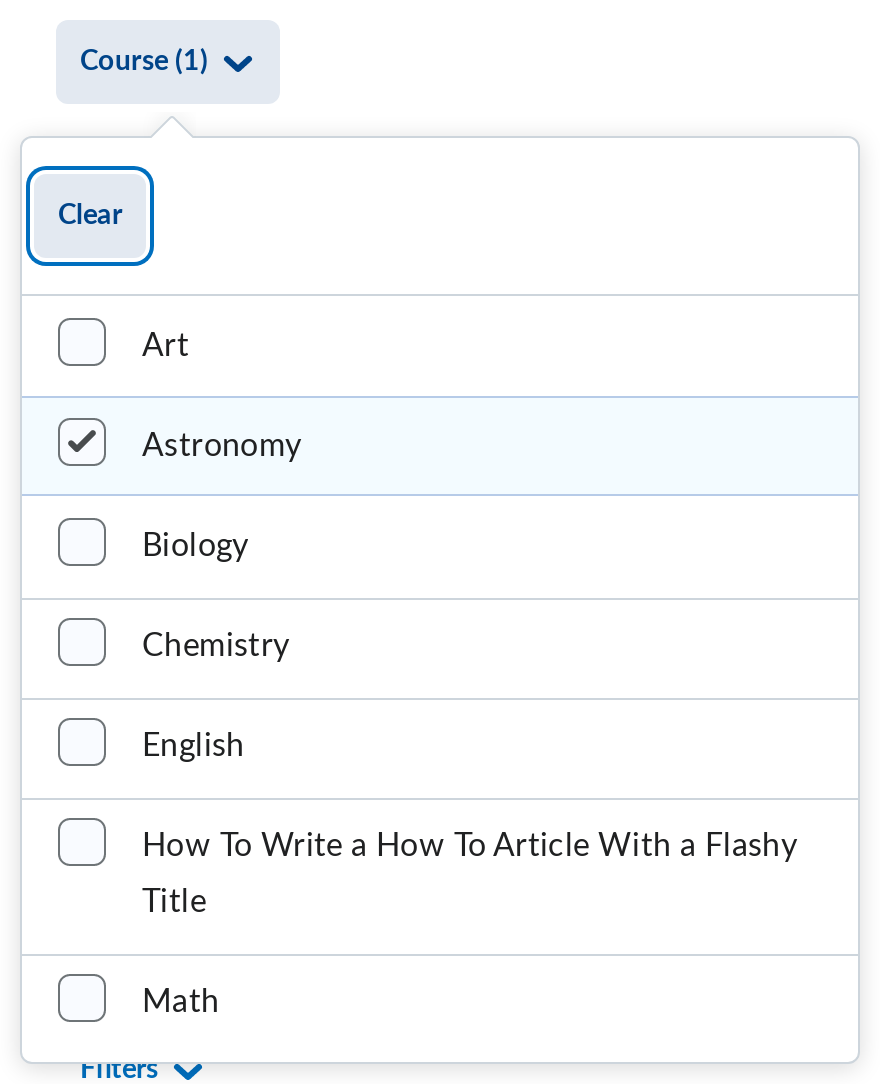 Course (1)
Clear
Art
Astronomy
Biology
Chemistry
English
How To Write a How To Article With a Flashy
Title
Math
Filters